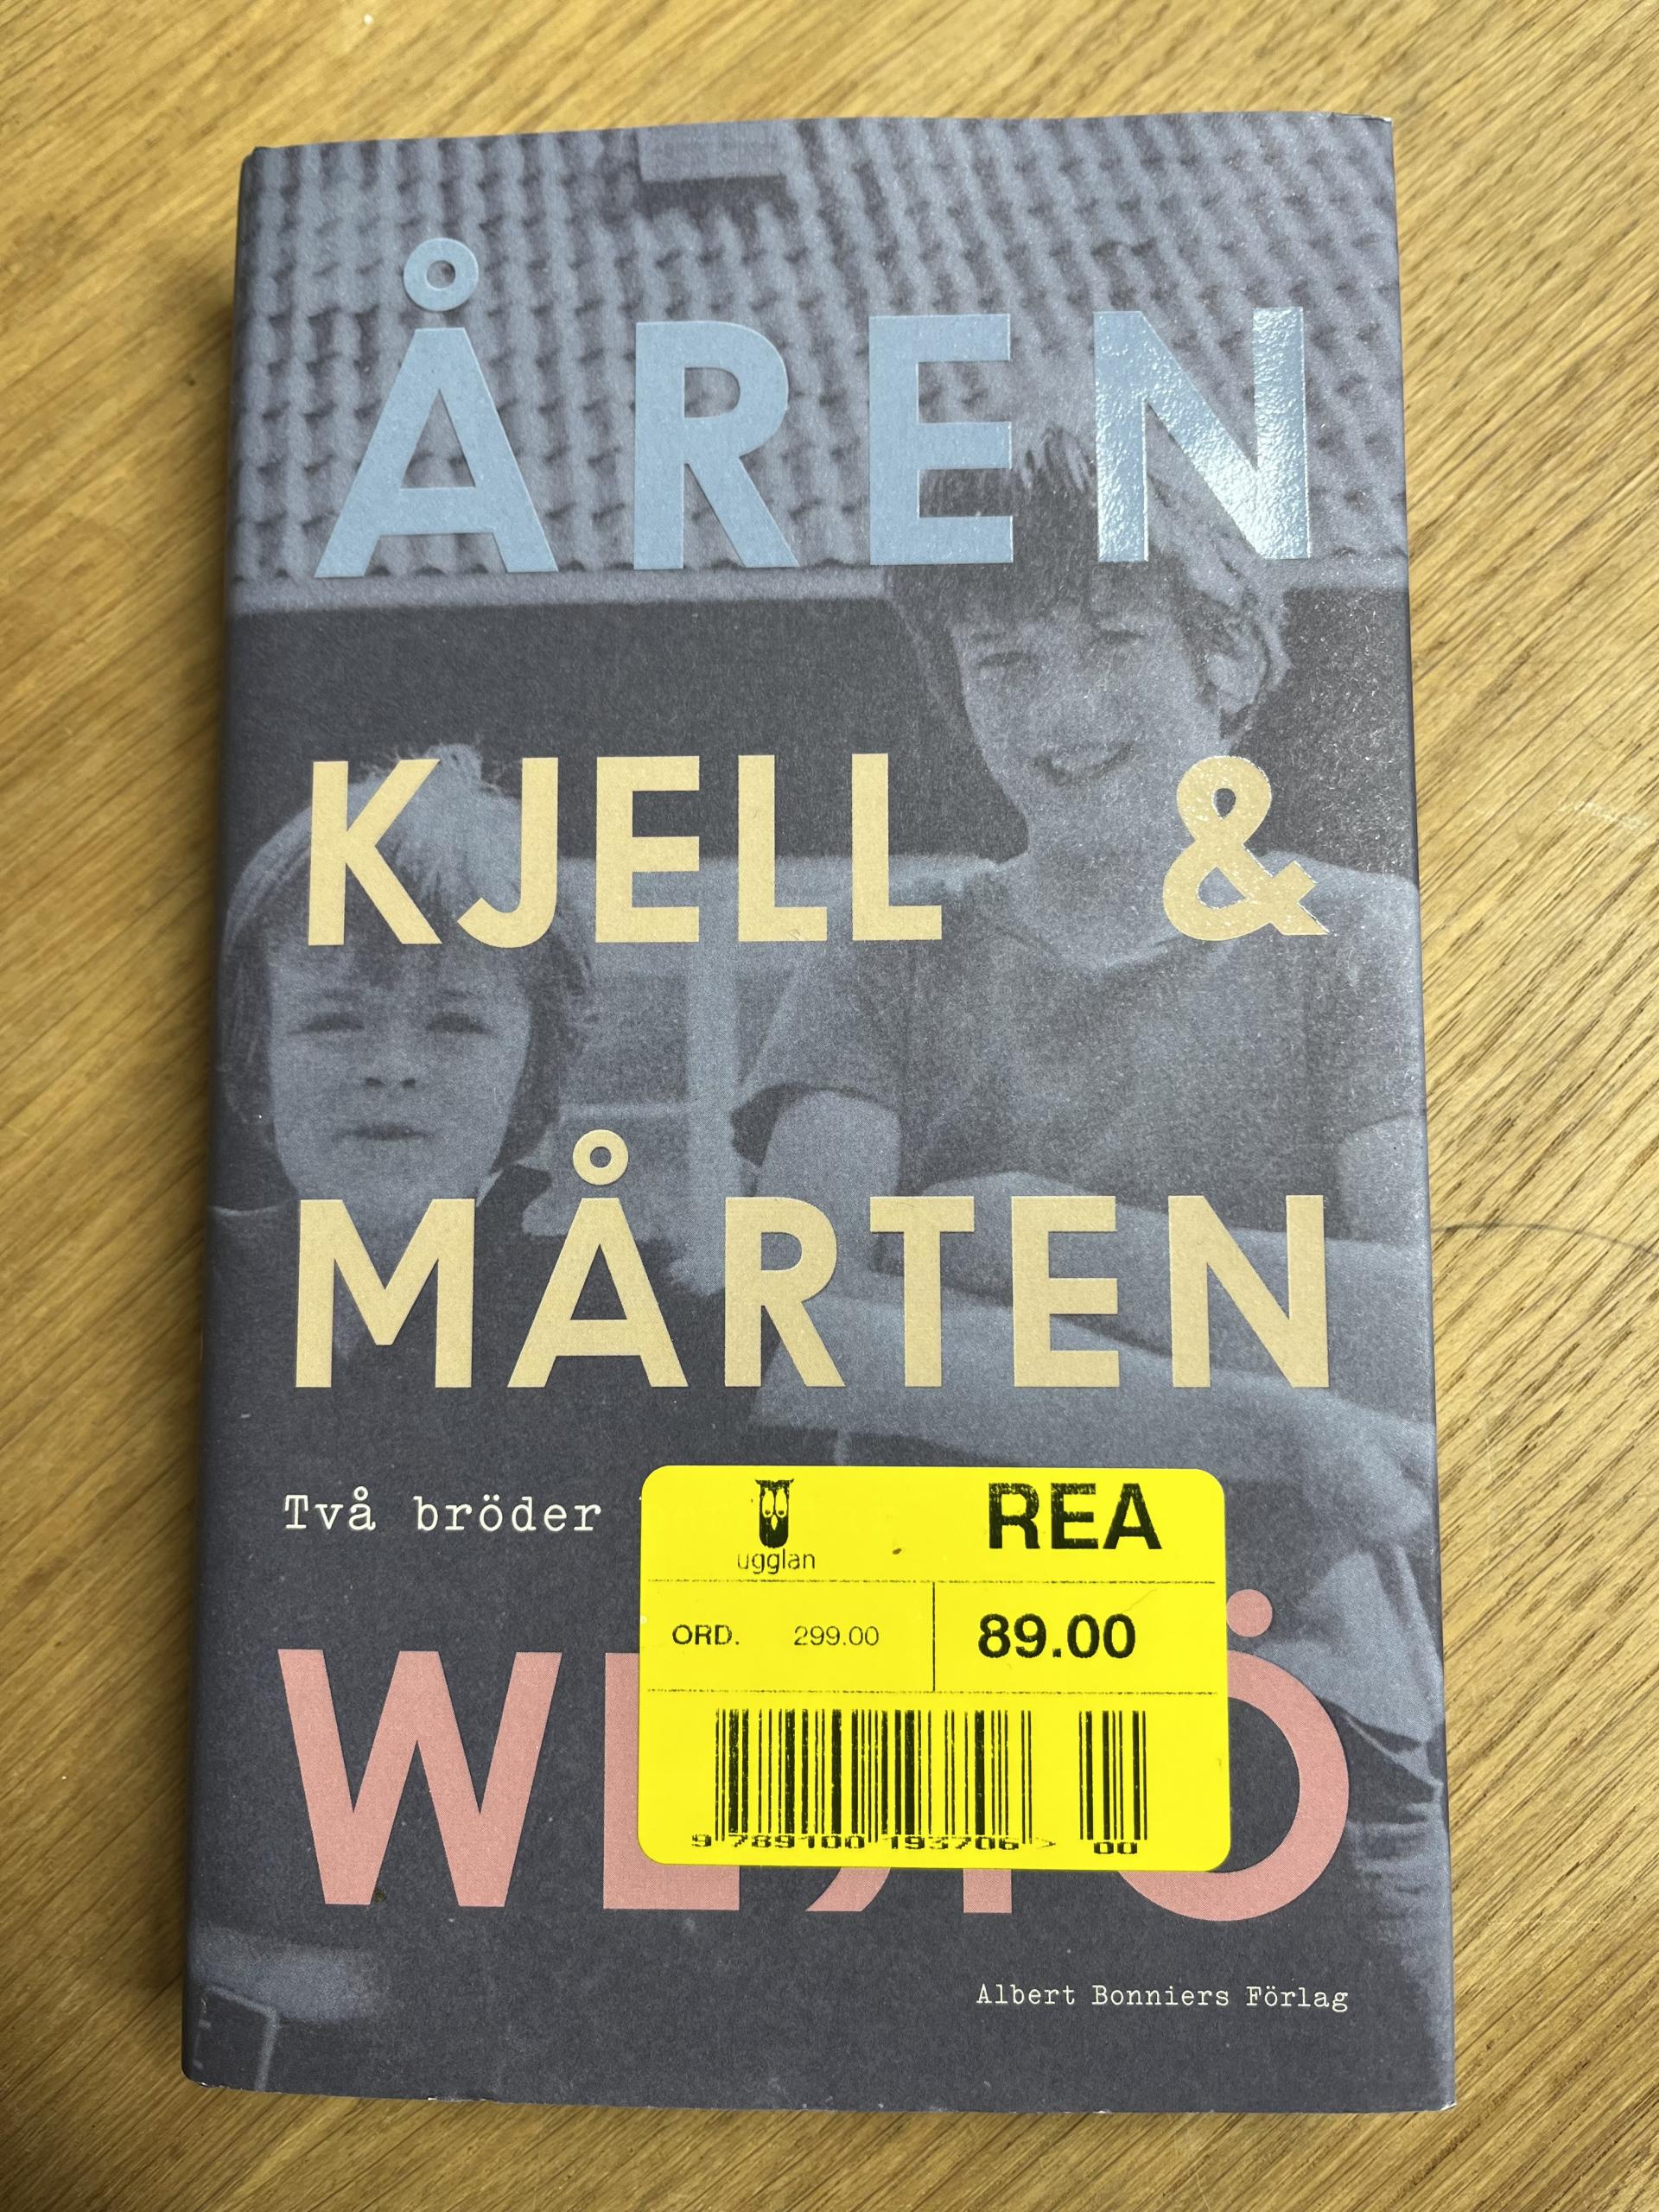 ÅREN
KJELL &
MÅRTEN
Två bröder
ugglan
REA
ORD. 299.00
89.00
9 789100 193706 > 00
WESTÖ
Albert Bonniers Förlag